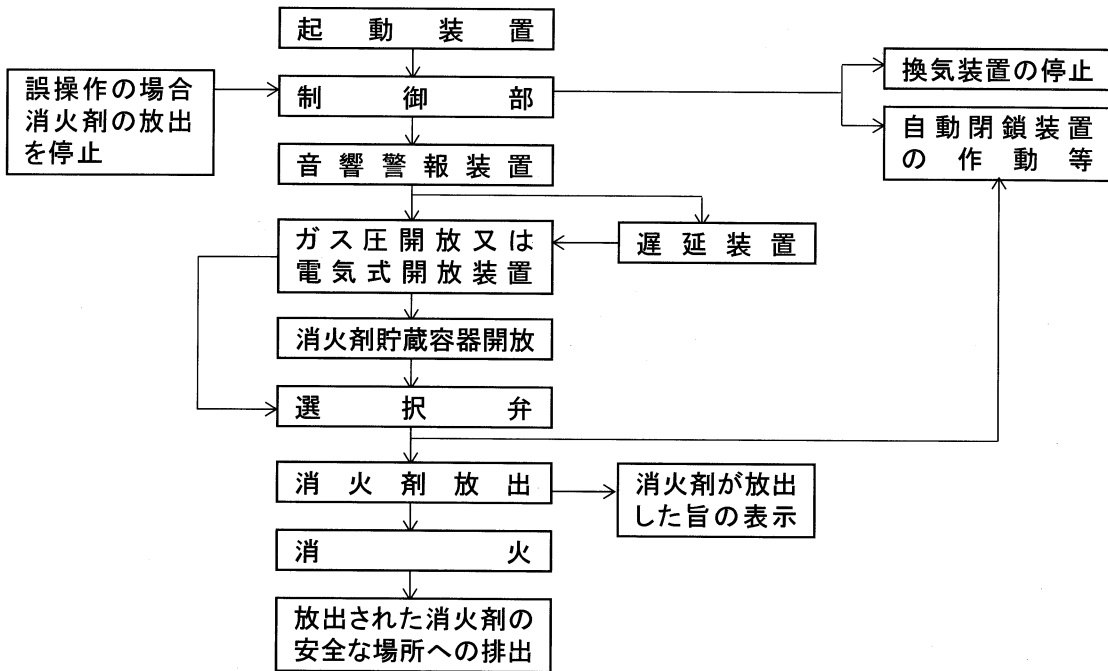 起動装置
誤操作の場合
消火剤の放出
を停止
制御部
換気装置の停止
自動閉鎖装置
の作動等
音響警報装置
ガス圧開放又は
電気式開放装置
遅延装置
消火剤貯蔵容器開放
選択弁
消火剤放出
消火剤が放出
した旨の表示
消火
放出された消火剤の
安全な場所への排出